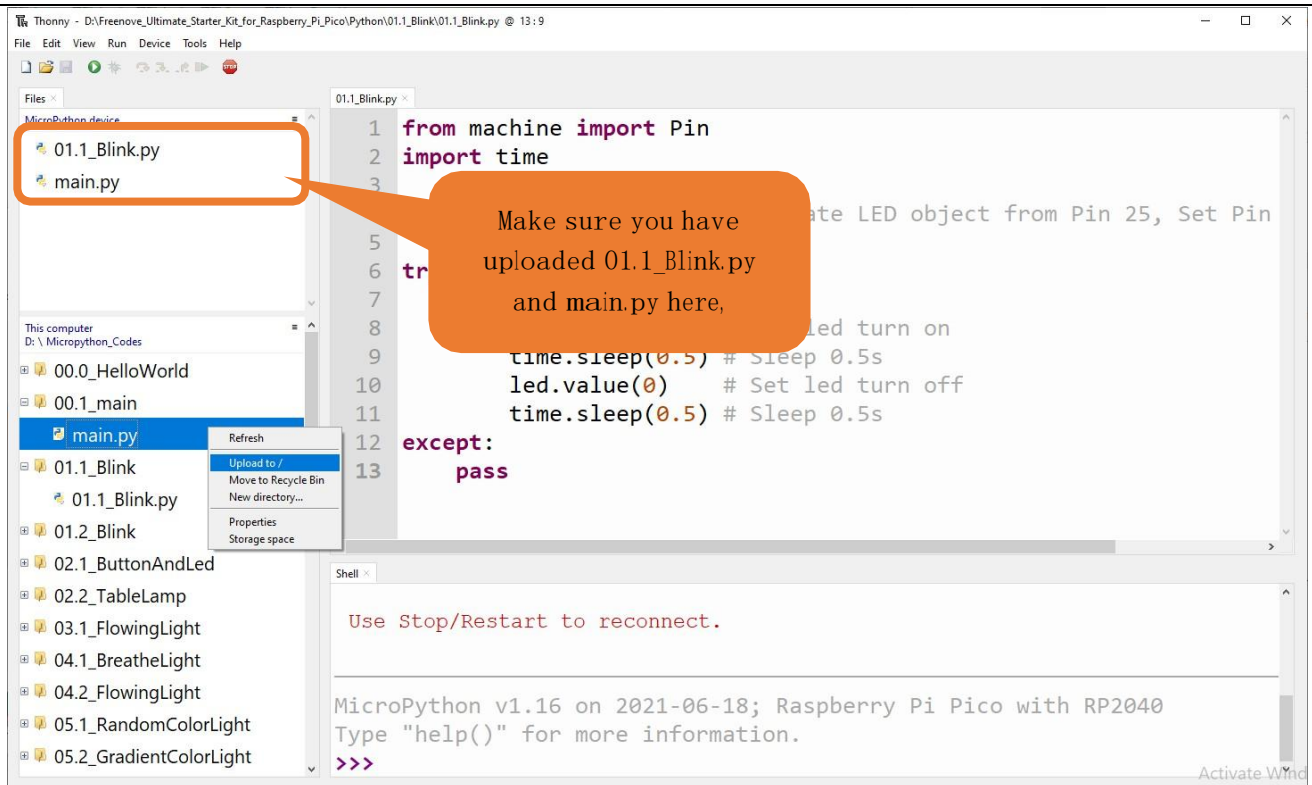 Thonny - D:\Freenove_Ultimate_Starter_Kit_for_Raspberry_Pi_Pico\Python\01.1_Blink\01.1_Blink.py @ 13:9
File Edit View Run Device Tools Help
STOP
Files
MicroPython device
01.1_Blink.py
main.py
This computer
D: \ Micropython_Codes
00.0_HelloWorld
00.1_main
main.py
01.1_Blink
01.1_Blink.py
01.2_Blink
02.1_ButtonAndLed
02.2_TableLamp
03.1_FlowingLight
04.1_BreatheLight
04.2_FlowingLight
05.1_RandomColorLight
05.2_GradientColorLight
Refresh
Upload to /
Move to Recycle Bin
New directory...
Properties
Storage space
01.1_Blink.py
1 from machine import Pin
2 import time
3
ate LED object from Pin 25, Set Pin
5
6 tr
7
8 led turn on
9 time.sleep(0.5) # Sleep 0.5s
10 led.value(0) # Set led turn off
11 time.sleep(0.5) # Sleep 0.5s
12 except:
13 pass
Make sure you have
uploaded 01.1_Blink.py
and main.py here,
Shell
Use Stop/Restart to reconnect.
MicroPython v1.16 on 2021-06-18; Raspberry Pi Pico with RP2040
Type "help()" for more information.
>>>
Activate Wind